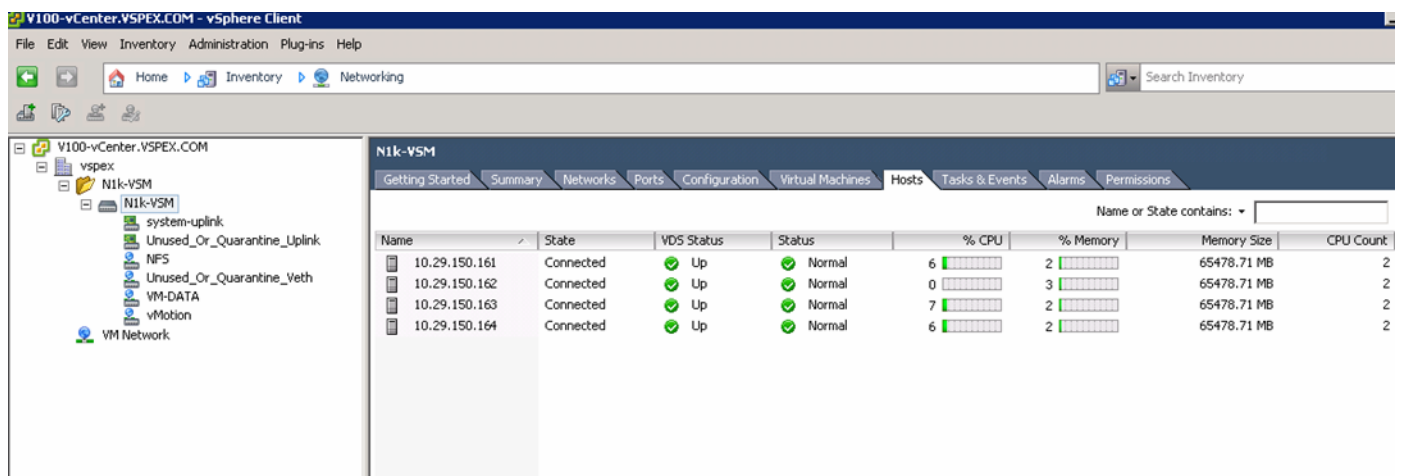 V100-vCenter.VSPEX.COM - vSphere Client
File Edit View Inventory Administration Plug-ins Help
Home Inventory Networking Search Inventory
V100-vCenter.VSPEX.COM
vspex
N1k-VSM
N1k-VSM
system-uplink
Unused_Or_Quarantine_Uplink
NFS
Unused_Or_Quarantine_Veth
VM-DATA
vMotion
VM Network
N1k-VSM
Getting Started Summary Networks Ports Configuration Virtual Machines Hosts Tasks & Events Alarms Permissions
Name or State contains:
Name State VDS Status Status % CPU % Memory Memory Size CPU Count
10.29.150.161 Connected Up Normal 6 2 65478.71 MB 2
10.29.150.162 Connected Up Normal 0 3 65478.71 MB 2
10.29.150.163 Connected Up Normal 7 2 65478.71 MB 2
10.29.150.164 Connected Up Normal 6 2 65478.71 MB 2